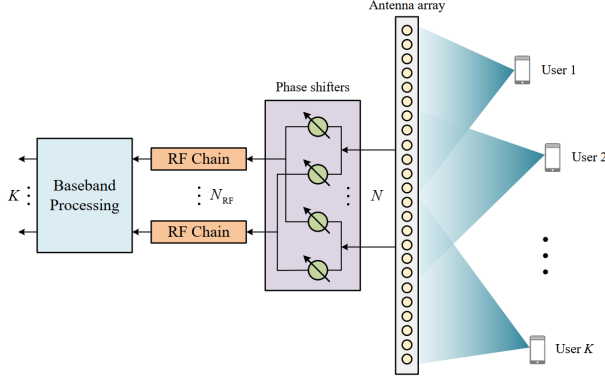 Antenna array
User 1
Phase shifters
RF Chain
Baseband
Processing
K
N_RF
N
User 2
RF Chain
User K